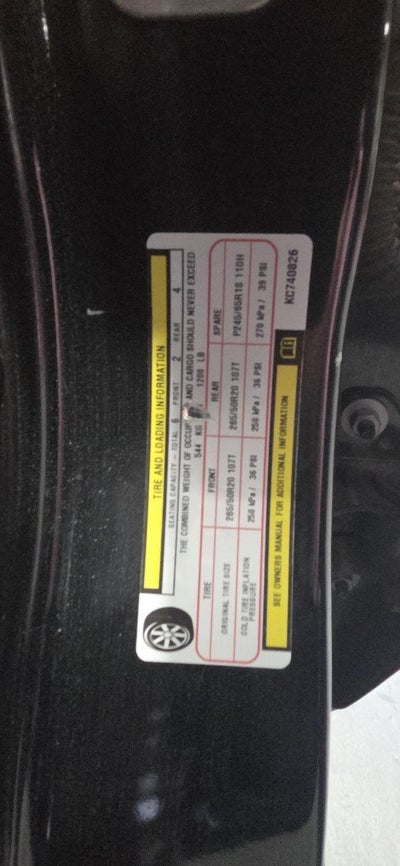 TIRE AND LOADING INFORMATION
SEATING CAPACITY - TOTAL 6 FRONT 2 REAR 4
THE COMBINED WEIGHT OF AND CARGO SHOULD NEVER EXCEED
544 KG 1200 LB
TIRE FRONT REAR SPARE
ORIGINAL TIRE SIZE 265/50R20 107T 265/50R20 107T P245/65R18 110H
COLD TIRE INFLATION PRESSURE 250 kPa / 36 PSI 250 kPa / 36 PSI 270 kPa / 39 PSI
SEE OWNERS MANUAL FOR ADDITIONAL INFORMATION
KC740826